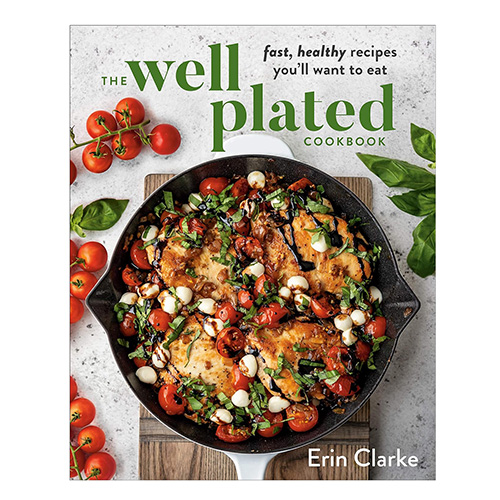 fast, healthy recipes
you'll want to eat
THE well
plated
COOKBOOK
Erin Clarke